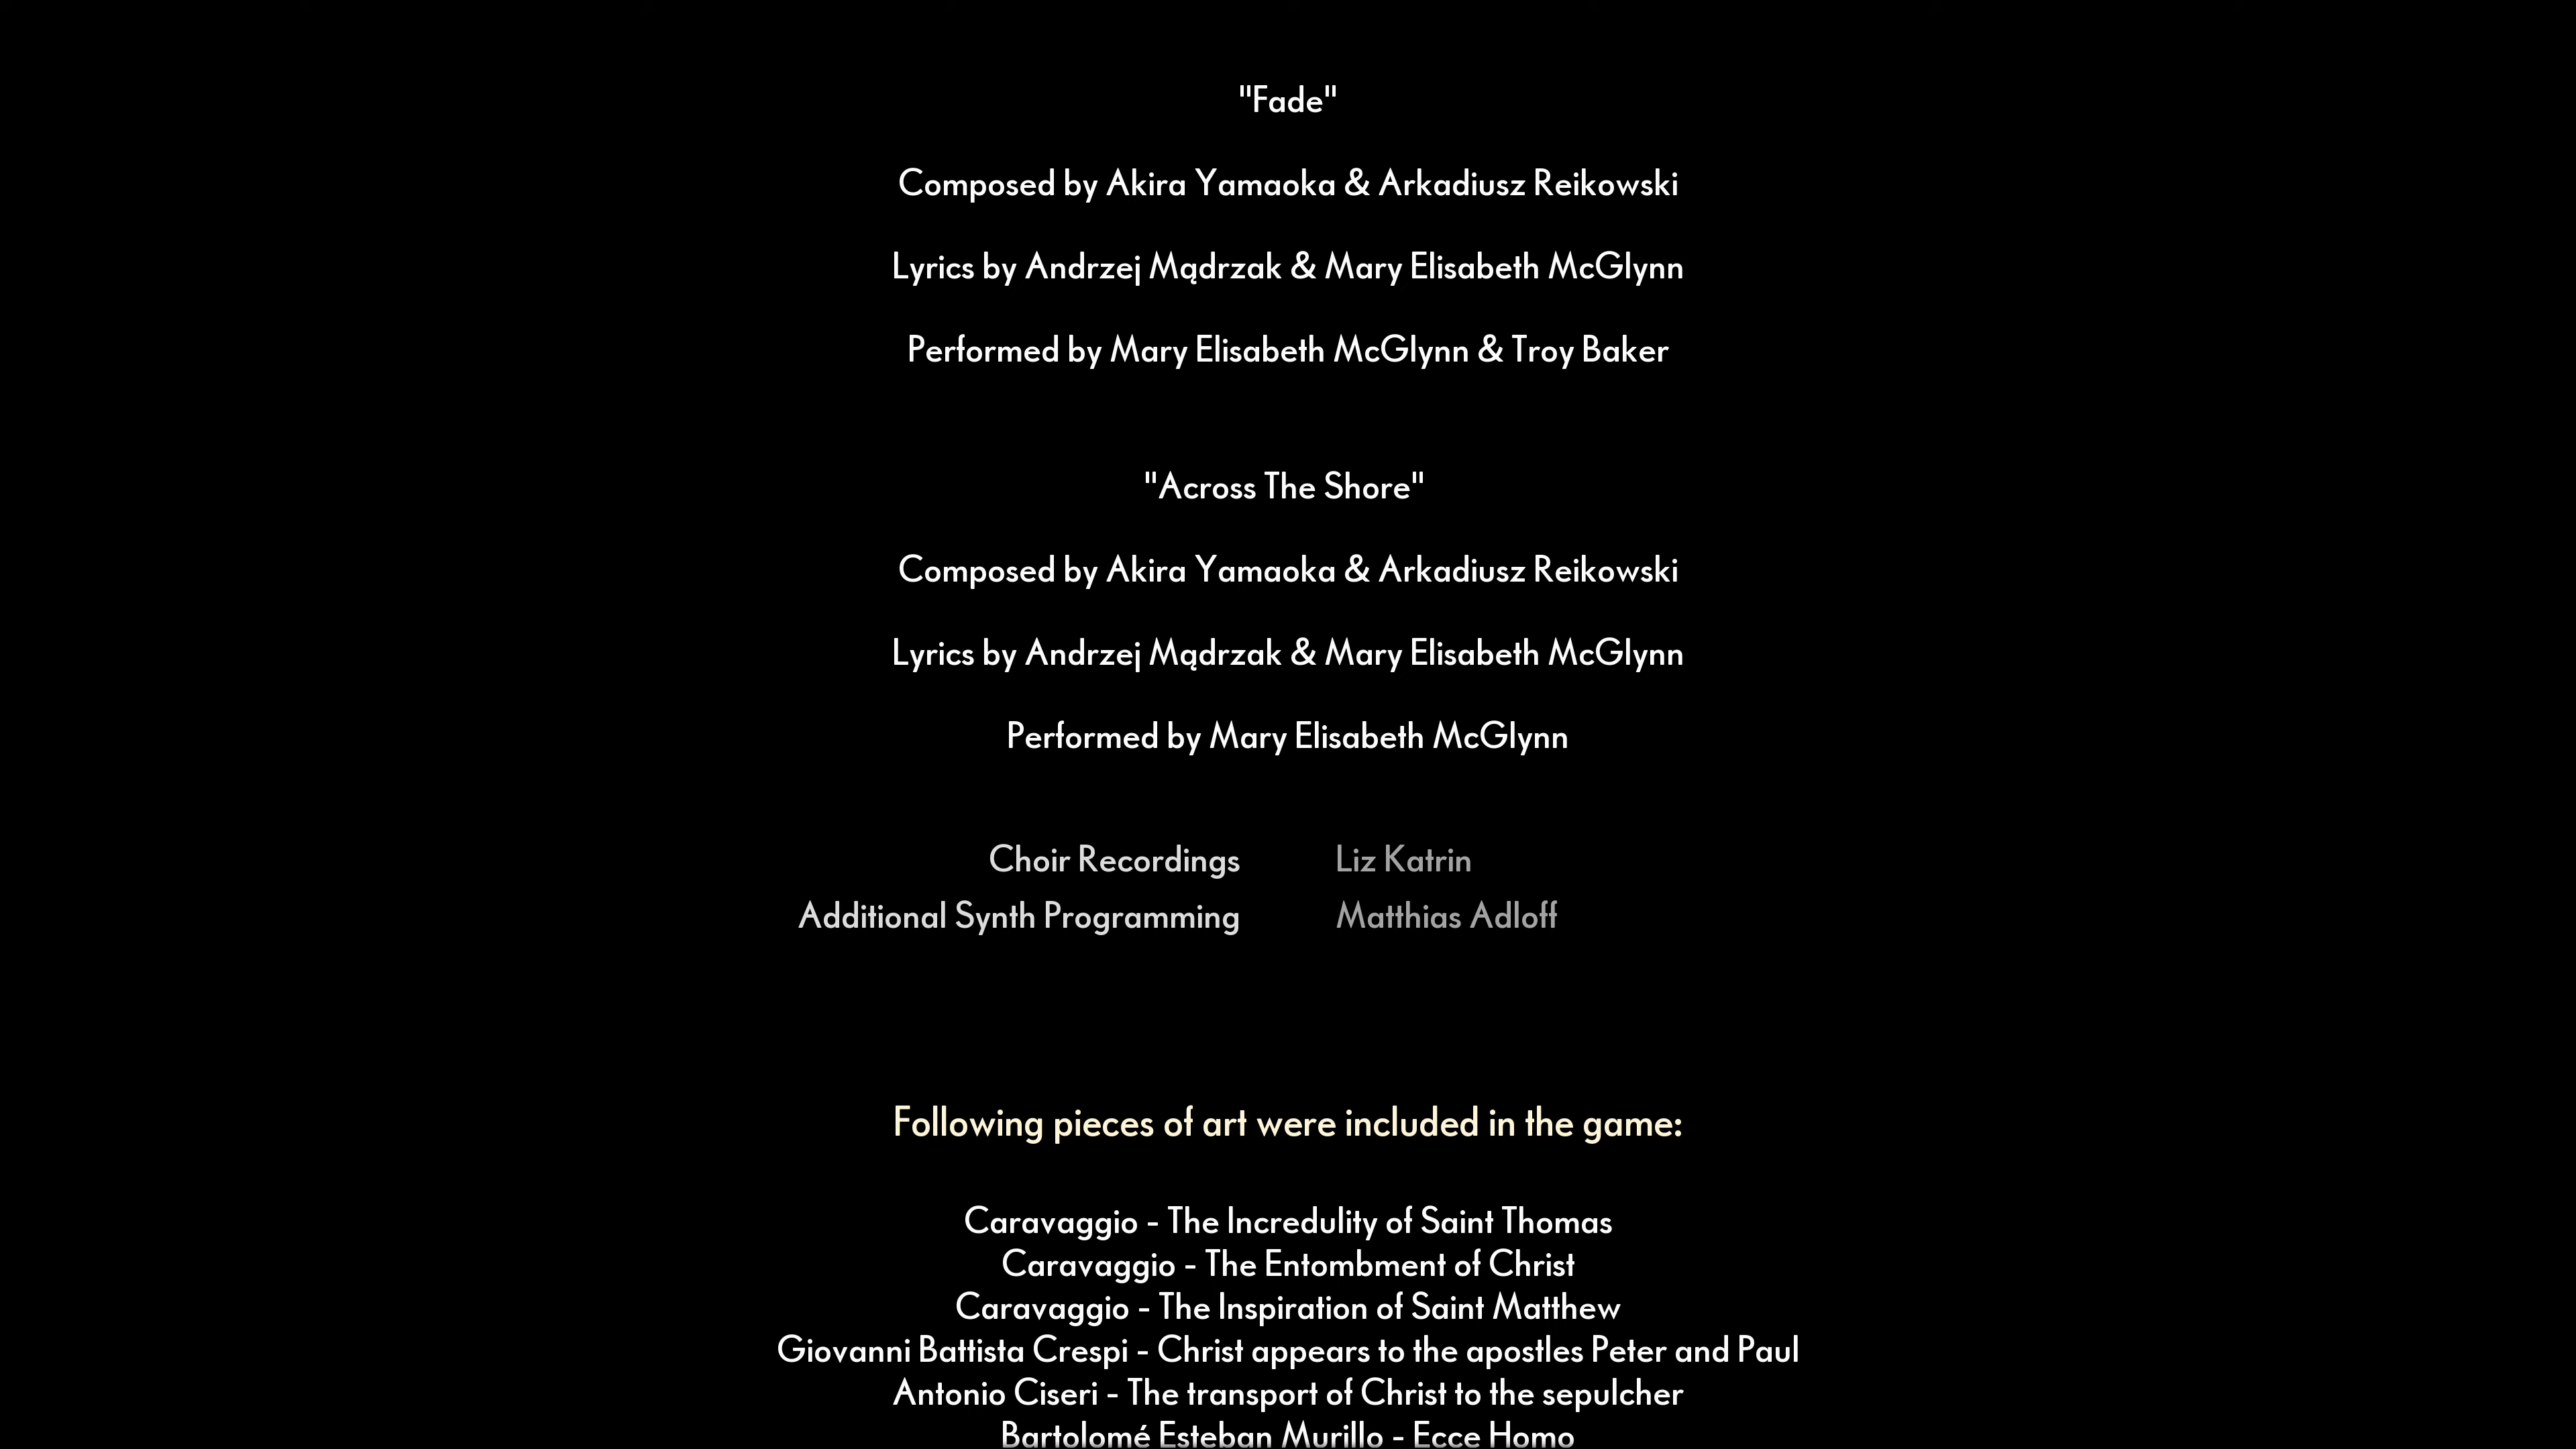 "Fade"
Composed by Akira Yamaoka & Arkadiusz Reikowski
Lyrics by Andrzej Mądrzak & Mary Elisabeth McGlynn
Performed by Mary Elisabeth McGlynn & Troy Baker
"Across The Shore"
Composed by Akira Yamaoka & Arkadiusz Reikowski
Lyrics by Andrzej Mądrzak & Mary Elisabeth McGlynn
Performed by Mary Elisabeth McGlynn
Choir Recordings Liz Katrin
Additional Synth Programming Matthias Adloff
Following pieces of art were included in the game:
Caravaggio - The Incredulity of Saint Thomas
Caravaggio - The Entombment of Christ
Caravaggio - The Inspiration of Saint Matthew
Giovanni Battista Crespi - Christ appears to the apostles Peter and Paul
Antonio Ciseri - The transport of Christ to the sepulcher
Bartolomé Esteban Murillo - Ecce Homo